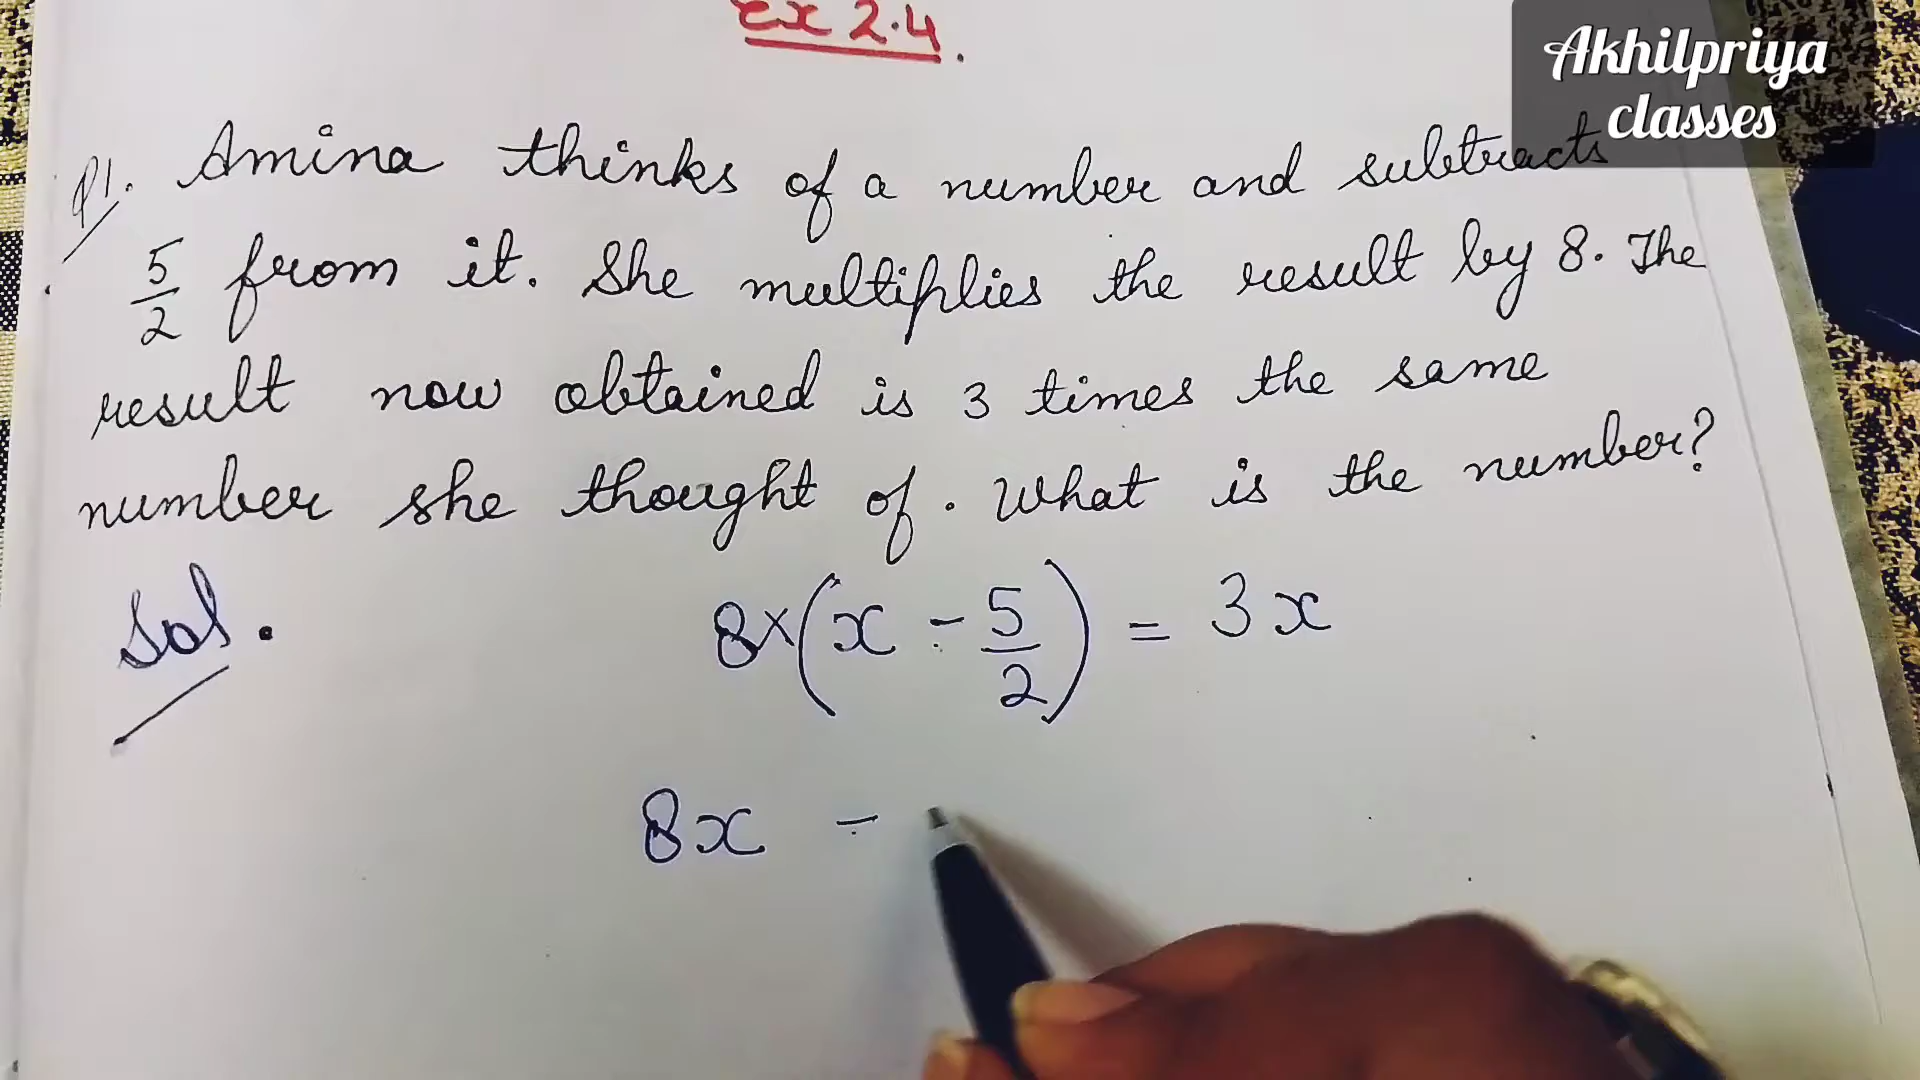 Ex 2.4.
Akhilpriya
classes
Q1. Amina thinks of a number and subtracts
5/2 from it. She multiplies the result by 8. The
result now obtained is 3 times the same
number she thought of. What is the number?
Sol.
8×(x - 5/2) = 3x
8x -